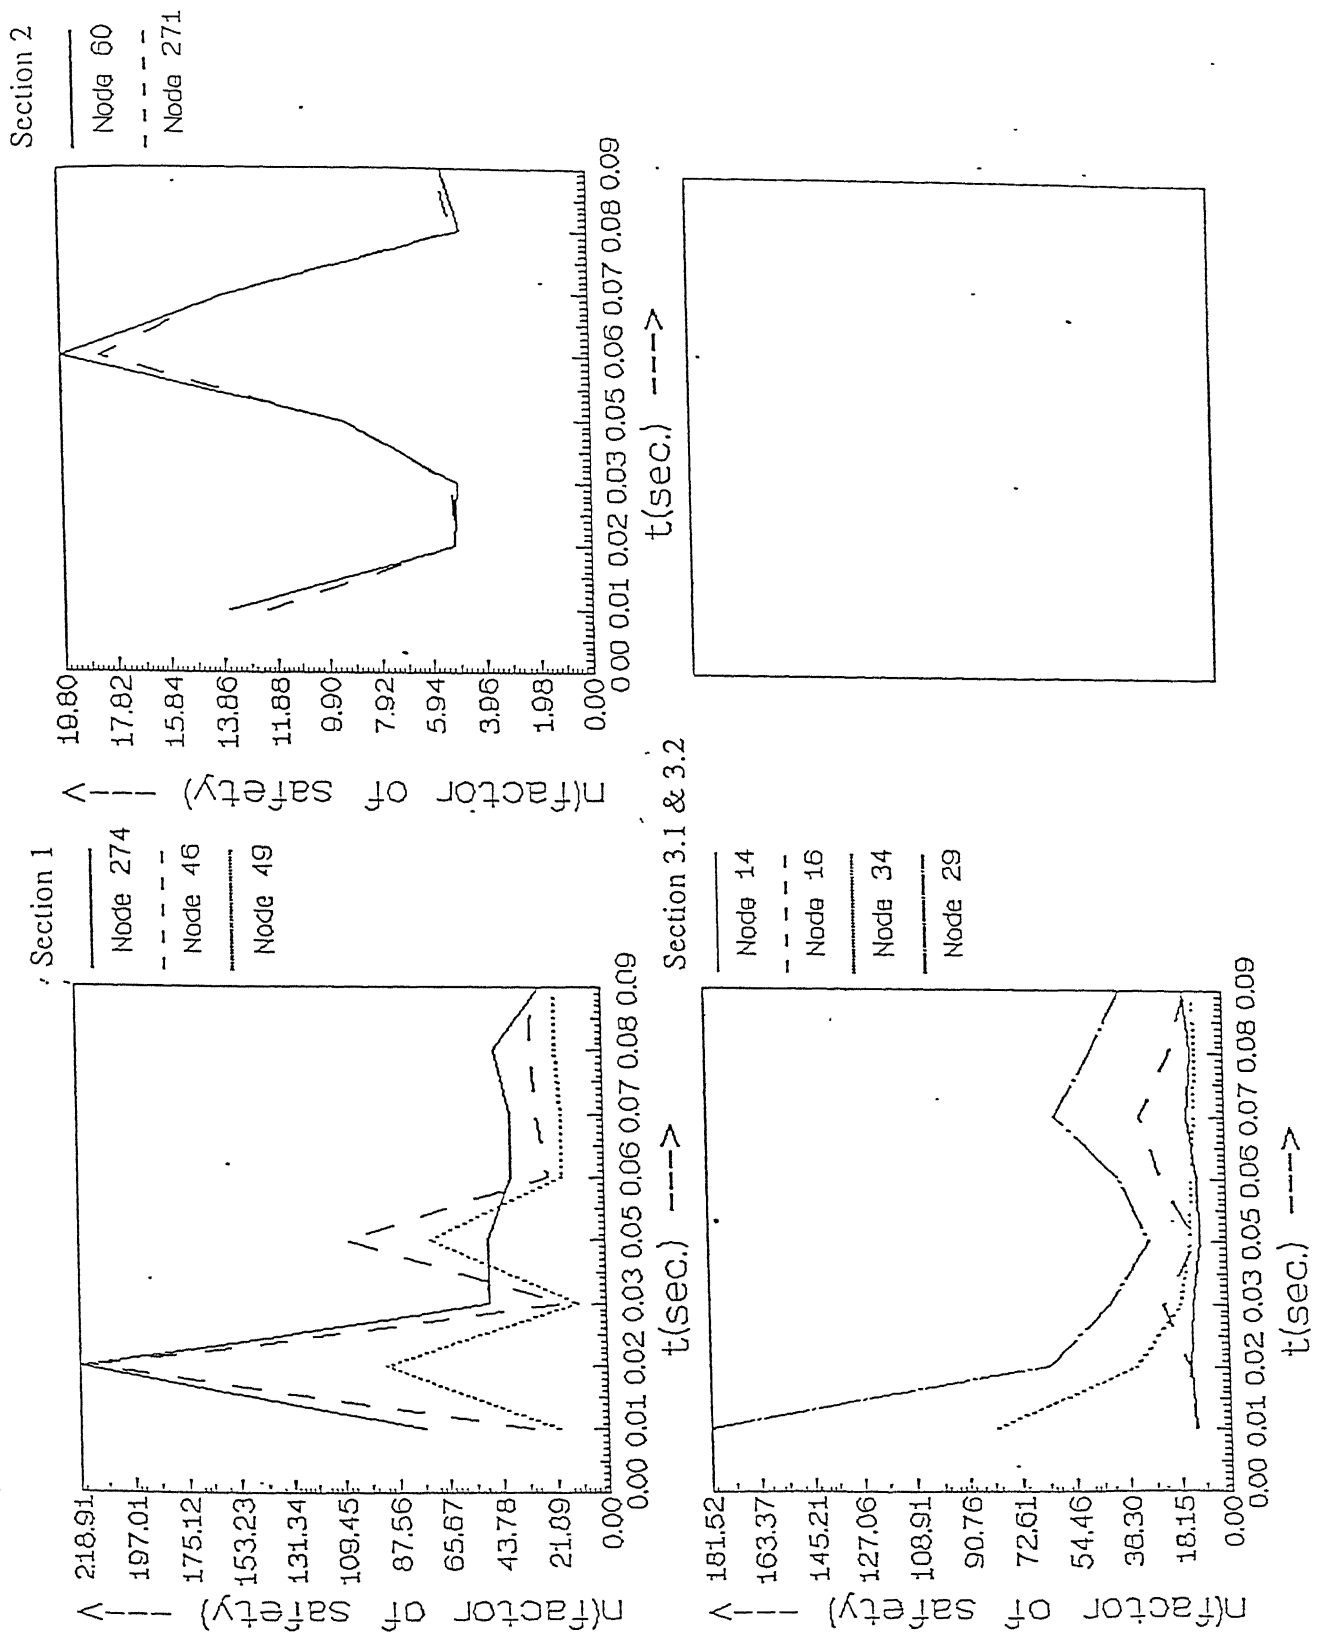 Section 1
Node 274
Node 46
Node 49
n(factor of safety) --->
218.91
197.01
175.12
153.23
131.34
109.45
87.56
65.67
43.78
21.89
0.00
0.00 0.01 0.02 0.03 0.05 0.06 0.07 0.08 0.09
t(sec.) --->
Section 2
Node 60
Node 271
n(factor of safety) --->
19.80
17.82
15.84
13.86
11.88
9.90
7.92
5.94
3.96
1.98
0.00
0 00 0.01 0.02 0.03 0.05 0.06 0.07 0.08 0.09
t(sec.) --->
Section 3.1 & 3.2
Node 14
Node 16
Node 34
Node 29
n(factor of safety) --->
181.52
163.37
145.21
127.06
108.91
90.76
72.61
54.46
38.30
18.15
0.00
0.00 0.01 0.02 0.03 0.05 0.06 0.07 0.08 0.09
t(sec.) --->